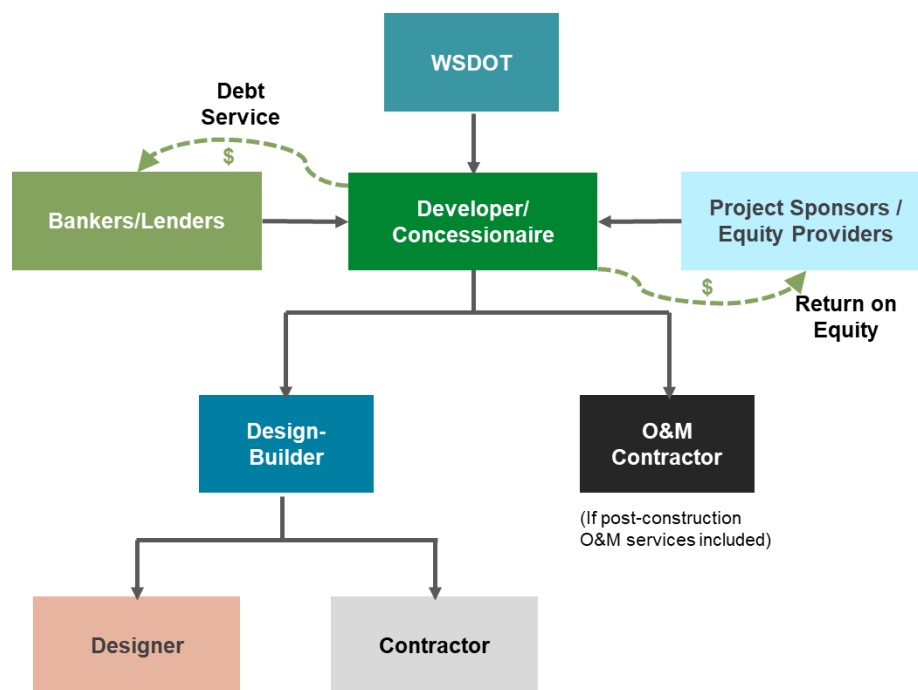 WSDOT
Debt
Service
$
Bankers/Lenders
Developer/
Concessionaire
Project Sponsors /
Equity Providers
$
Return on
Equity
Design-
Builder
O&M
Contractor
(If post-construction
O&M services included)
Designer
Contractor